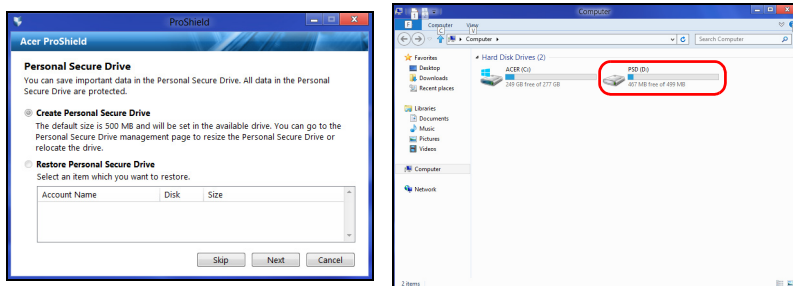 ProShield
Acer ProShield
Personal Secure Drive
You can save important data in the Personal Secure Drive. All data in the Personal
Secure Drive are protected.
Create Personal Secure Drive
The default size is 500 MB and will be set in the available drive. You can go to the
Personal Secure Drive management page to resize the Personal Secure Drive or
relocate the drive.
Restore Personal Secure Drive
Select an item which you want to restore.
Account Name Disk Size
Skip Next Cancel
Computer
F Computer View
C V
Computer
Search Computer
Favorites
Desktop
Downloads
Recent places
Libraries
Documents
Music
Pictures
Videos
Computer
Network
Hard Disk Drives (2)
ACER (C:)
249 GB free of 277 GB
PSD (D:)
467 MB free of 499 MB
2 items